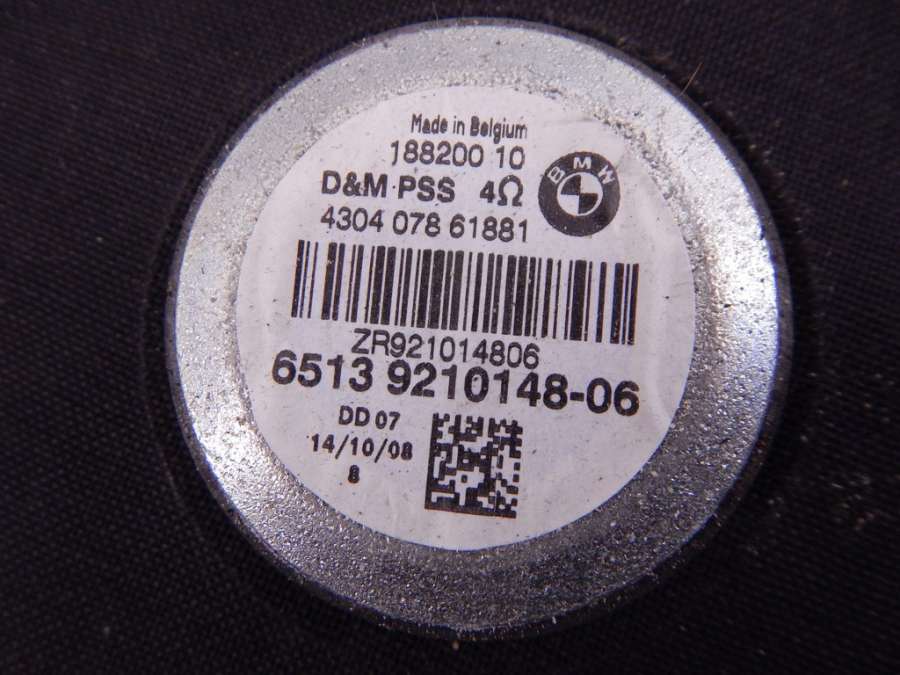 Made in Belgium
188200 10
D&M PSS 4Ω
BMW
4304 078 61881
ZR921014806
6513 9210148-06
DD 07
14/10/08
8